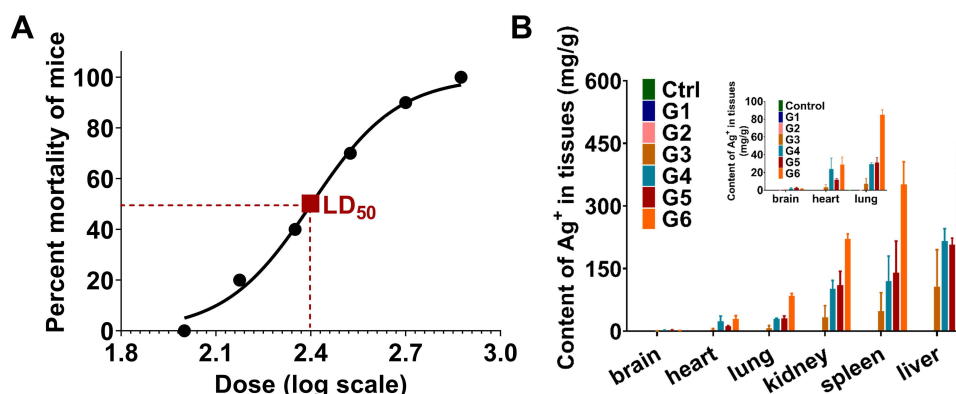 A
Percent mortality of mice
100
80
60
40
20
0
LD50
1.8 2.1 2.4 2.7 3.0
Dose (log scale)
B
Content of Ag+ in tissues (mg/g)
600
450
300
150
0
Ctrl
G1
G2
G3
G4
G5
G6
brain heart lung kidney spleen liver
Content of Ag+ in tissues
(mg/g)
100
80
60
40
20
0
Control
G1
G2
G3
G4
G5
G6
brain heart lung